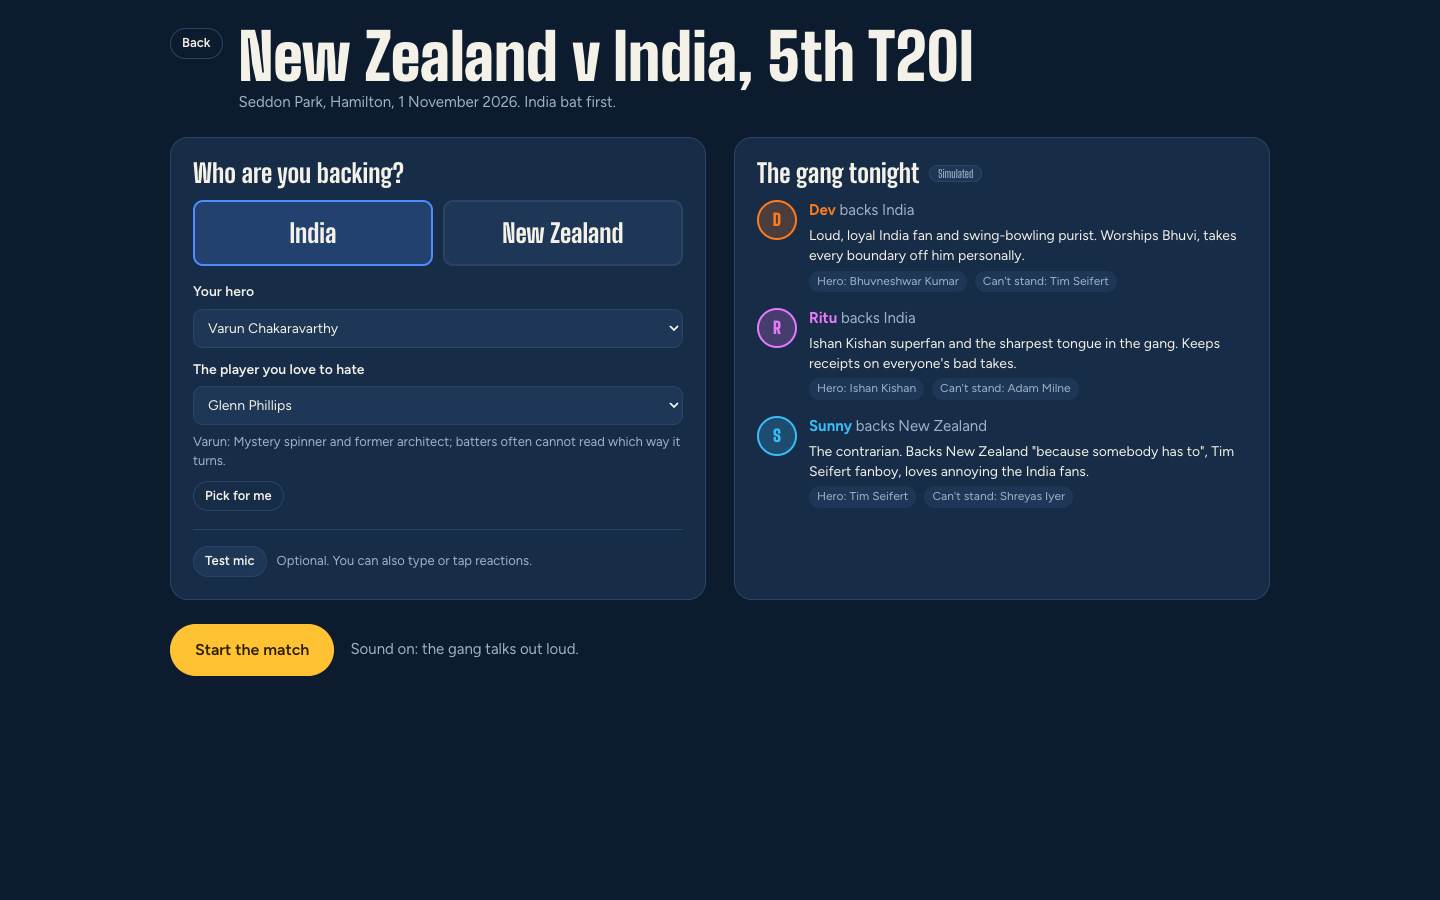 Back
New Zealand v India, 5th T20I
Seddon Park, Hamilton, 1 November 2026. India bat first.
Who are you backing?
India
New Zealand
Your hero
Varun Chakaravarthy
The player you love to hate
Glenn Phillips
Varun: Mystery spinner and former architect; batters often cannot read which way it
turns.
Pick for me
Test mic
Optional. You can also type or tap reactions.
The gang tonight
Simulated
D
Dev backs India
Loud, loyal India fan and swing-bowling purist. Worships Bhuvi, takes
every boundary off him personally.
Hero: Bhuvneshwar Kumar
Can't stand: Tim Seifert
R
Ritu backs India
Ishan Kishan superfan and the sharpest tongue in the gang. Keeps
receipts on everyone's bad takes.
Hero: Ishan Kishan
Can't stand: Adam Milne
S
Sunny backs New Zealand
The contrarian. Backs New Zealand "because somebody has to", Tim
Seifert fanboy, loves annoying the India fans.
Hero: Tim Seifert
Can't stand: Shreyas Iyer
Start the match
Sound on: the gang talks out loud.